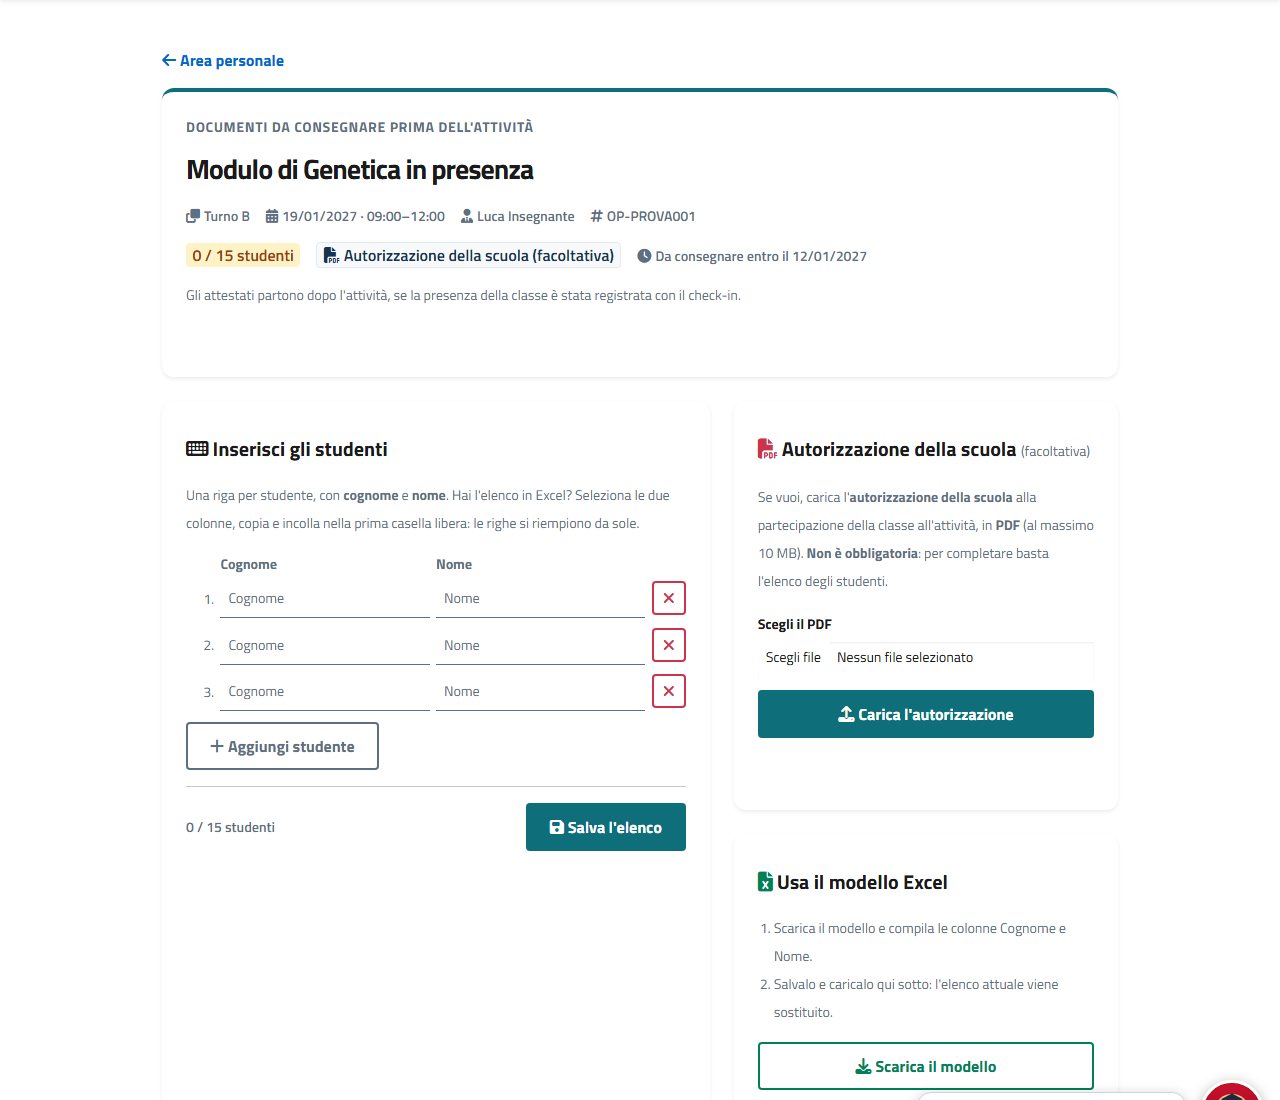 Area personale
DOCUMENTI DA CONSEGNARE PRIMA DELL'ATTIVITÀ
Modulo di Genetica in presenza
Turno B 19/01/2027 · 09:00–12:00 Luca Insegnante # OP-PROVA001
0 / 15 studenti Autorizzazione della scuola (facoltativa) Da consegnare entro il 12/01/2027
Gli attestati partono dopo l'attività, se la presenza della classe è stata registrata con il check-in.
Inserisci gli studenti
Una riga per studente, con cognome e nome. Hai l'elenco in Excel? Seleziona le due
colonne, copia e incolla nella prima casella libera: le righe si riempiono da sole.
Cognome Nome
1. Cognome Nome
2. Cognome Nome
3. Cognome Nome
+ Aggiungi studente
0 / 15 studenti Salva l'elenco
PDF Autorizzazione della scuola (facoltativa)
Se vuoi, carica l'autorizzazione della scuola alla
partecipazione della classe all'attività, in PDF (al massimo
10 MB). Non è obbligatoria: per completare basta
l'elenco degli studenti.
Scegli il PDF
Scegli file Nessun file selezionato
Carica l'autorizzazione
Usa il modello Excel
1. Scarica il modello e compila le colonne Cognome e
Nome.
2. Salvalo e caricalo qui sotto: l'elenco attuale viene
sostituito.
Scarica il modello